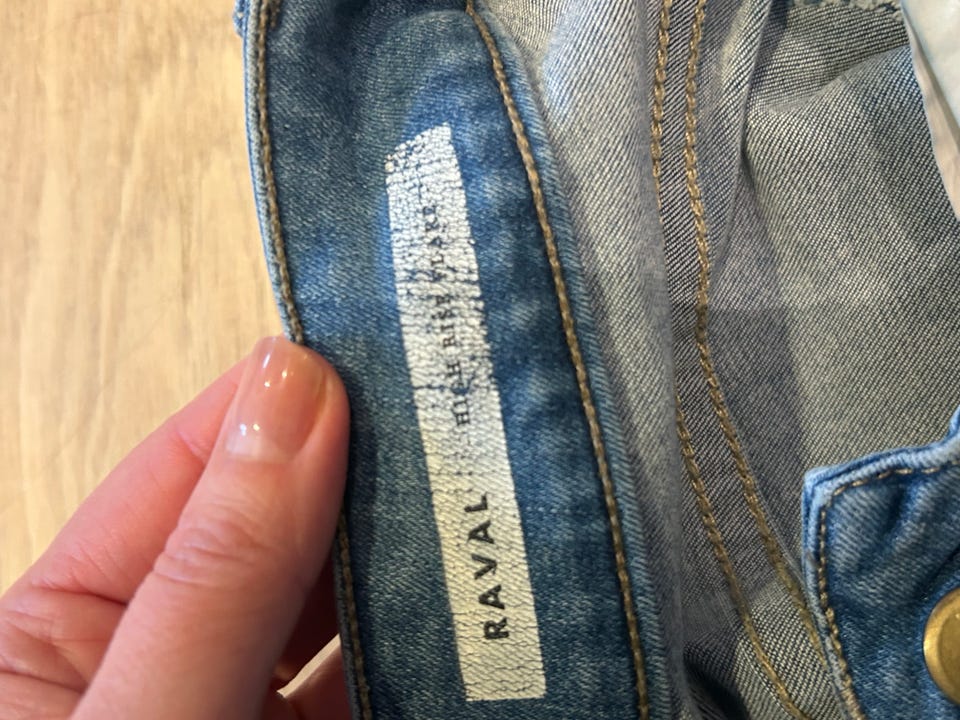 RAVAL HIGH RISE FLARE